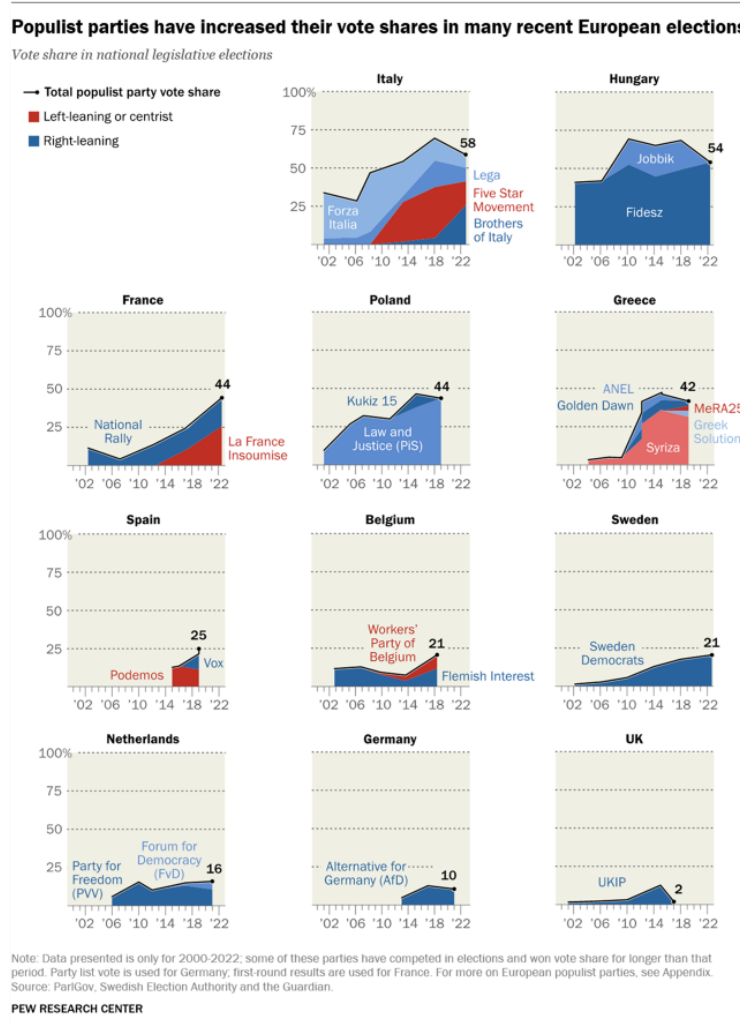 Populist parties have increased their vote shares in many recent European elections
Vote share in national legislative elections
Total populist party vote share
Left-leaning or centrist
Right-leaning
Italy
100%
75
50
25
58
Lega
Five Star
Movement
Brothers
of Italy
Forza
Italia
'02 '06 '10 '14 '18 '22
Hungary
54
Jobbik
Fidesz
'02 '06 '10 '14 '18 '22
France
100%
75
50
25
44
National
Rally
La France
Insoumise
'02 '06 '10 '14 '18 '22
Poland
44
Kukiz 15
Law and
Justice (PiS)
'02 '06 '10 '14 '18 '22
Greece
42
ANEL
Golden Dawn
MeRA25
Greek
Solution
Syriza
'02 '06 '10 '14 '18 '22
Spain
100%
75
50
25
25
Podemos
Vox
'02 '06 '10 '14 '18 '22
Belgium
21
Workers'
Party of
Belgium
Flemish Interest
'02 '06 '10 '14 '18 '22
Sweden
21
Sweden
Democrats
'02 '06 '10 '14 '18 '22
Netherlands
100%
75
50
25
16
Party for
Freedom
(PVV)
Forum for
Democracy
(FvD)
'02 '06 '10 '14 '18 '22
Germany
10
Alternative for
Germany (AfD)
'02 '06 '10 '14 '18 '22
UK
2
UKIP
'02 '06 '10 '14 '18 '22
Note: Data presented is only for 2000-2022; some of these parties have competed in elections and won vote share for longer than that
period. Party list vote is used for Germany; first-round results are used for France. For more on European populist parties, see Appendix.
Source: ParlGov, Swedish Election Authority and the Guardian.
PEW RESEARCH CENTER